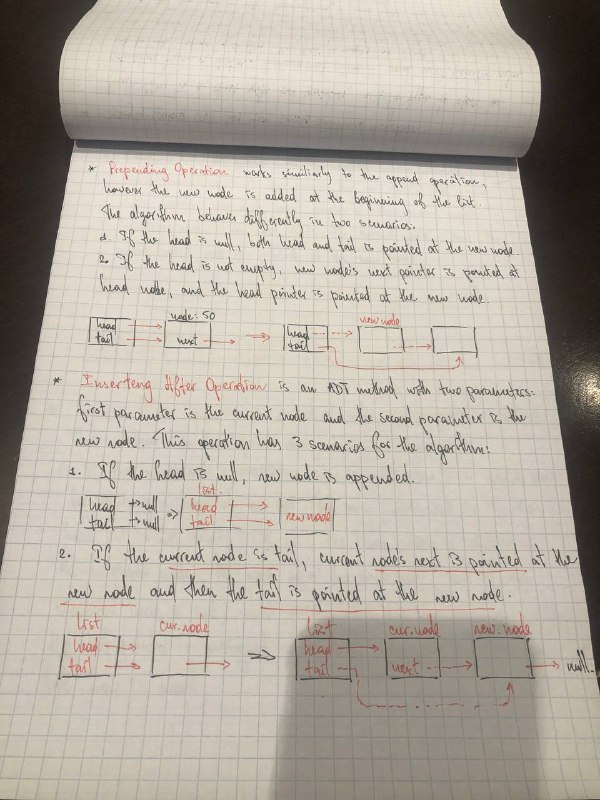 * Prepending Operation works similiarly to the append operation,
however the new node is added at the beginning of the list.
The algorithm behaves differently in two scenarios:
1. If the head is null, both head and tail is pointed at the new node.
2. If the head is not empty, new node's next pointer is pointed at
head node, and the head pointer is pointed at the new node.
node: 50
new node
head
tail
next
head
tail
* Inserteng After Operation is an ADT method with two parameters:
first parameter is the current node and the second parameter is the
new node. This operation has 3 scenarios for the algorithm:
1. If the head is null, new node is appended.
list
head → null ⇒ head
tail → null tail
new node
2. If the current node is tail, current node's next is pointed at the
new node and then the tail is pointed at the new node.
list cur. node list cur. node new. node
head head
tail tail next null.